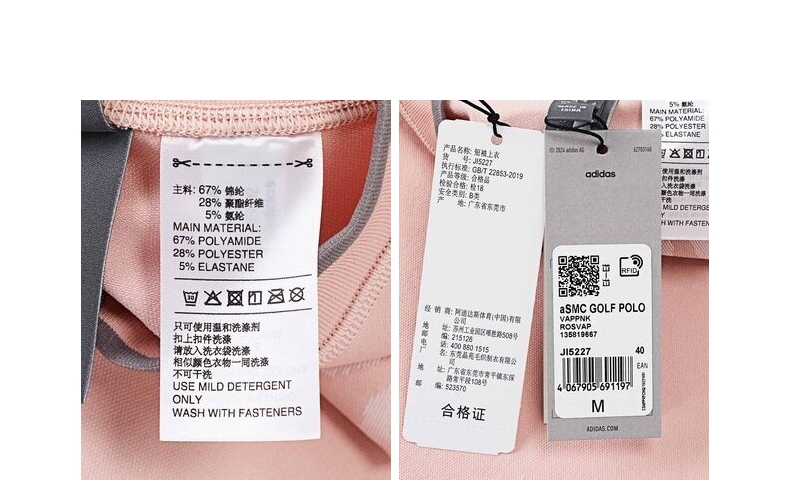 主料: 67% 锦纶
28% 聚酯纤维
5% 氨纶
MAIN MATERIAL:
67% POLYAMIDE
28% POLYESTER
5% ELASTANE
30
只可使用温和洗涤剂
扣上扣件洗涤
请放入洗衣袋洗涤
相似颜色衣物一同洗涤
不可干洗
USE MILD DETERGENT
ONLY
WASH WITH FASTENERS
产品名称: 短袖上衣
货 号: JI5227
执行标准: GB/T 22853-2019
产品等级: 合格品
检验合格: 检18
安全类别: B类
产 地: 广东省东莞市
经 销 商: 阿迪达斯体育(中国)有限
公司
地 址: 苏州工业园区唯胜路508号
邮 编: 215126
电 话: 400 880 1515
厂 名: 东莞晶苑毛织制衣有限公
司
地 址: 广东省东莞市常平镇东深
路常平段108号
邮 编: 523570
合格证
MADE IN
CHINA
© 2024 adidas AG
62783160
adidas
RFID
aSMC GOLF POLO
VAPPNK
ROSVAP
135819667
JI5227
40
EAN
4 067905 691197
M
ADIDAS.COM
5% 氨纶
MAIN MATERIAL:
67% POLYAMIDE
28% POLYESTER
5% ELASTANE